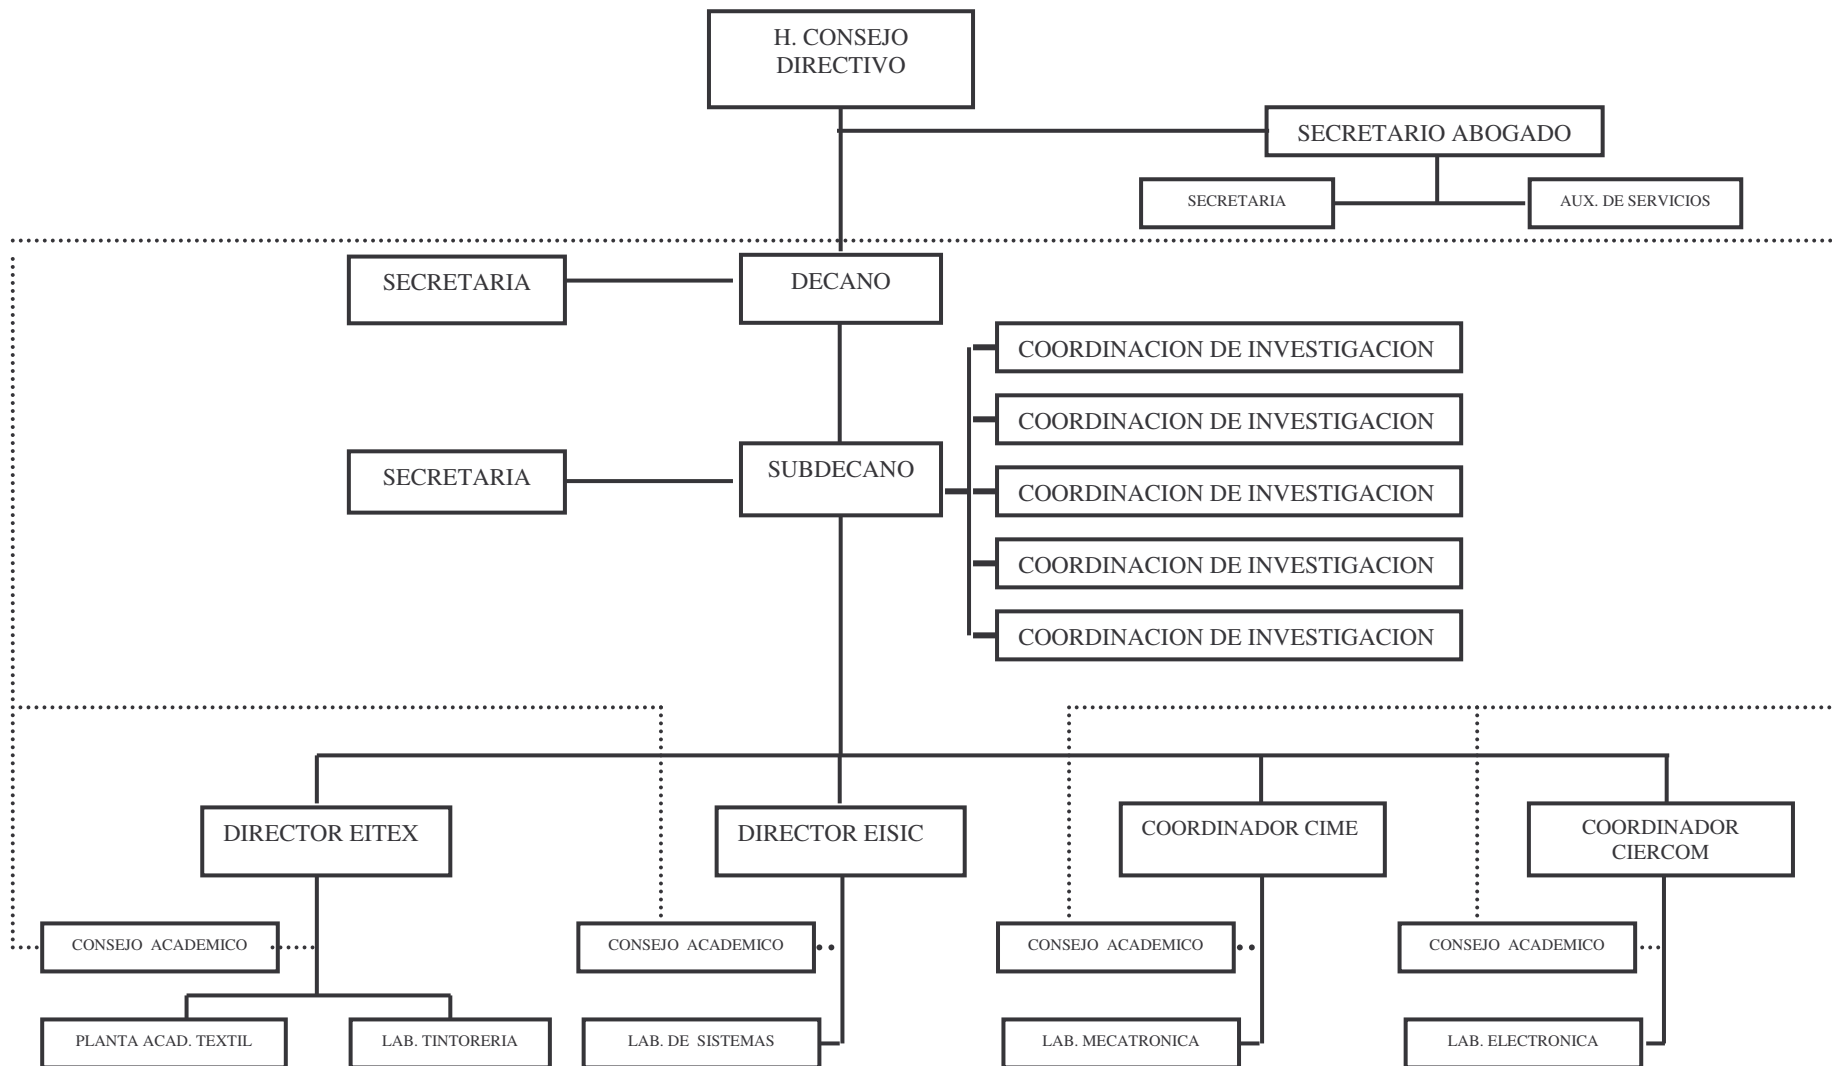 H. CONSEJO
DIRECTIVO
SECRETARIO ABOGADO
SECRETARIA
AUX. DE SERVICIOS
SECRETARIA
DECANO
COORDINACION DE INVESTIGACION
COORDINACION DE INVESTIGACION
SECRETARIA
SUBDECANO
COORDINACION DE INVESTIGACION
COORDINACION DE INVESTIGACION
COORDINACION DE INVESTIGACION
DIRECTOR EITEX
DIRECTOR EISIC
COORDINADOR CIME
COORDINADOR
CIERCOM
CONSEJO ACADEMICO
CONSEJO ACADEMICO
CONSEJO ACADEMICO
CONSEJO ACADEMICO
PLANTA ACAD. TEXTIL
LAB. TINTORERIA
LAB. DE SISTEMAS
LAB. MECATRONICA
LAB. ELECTRONICA